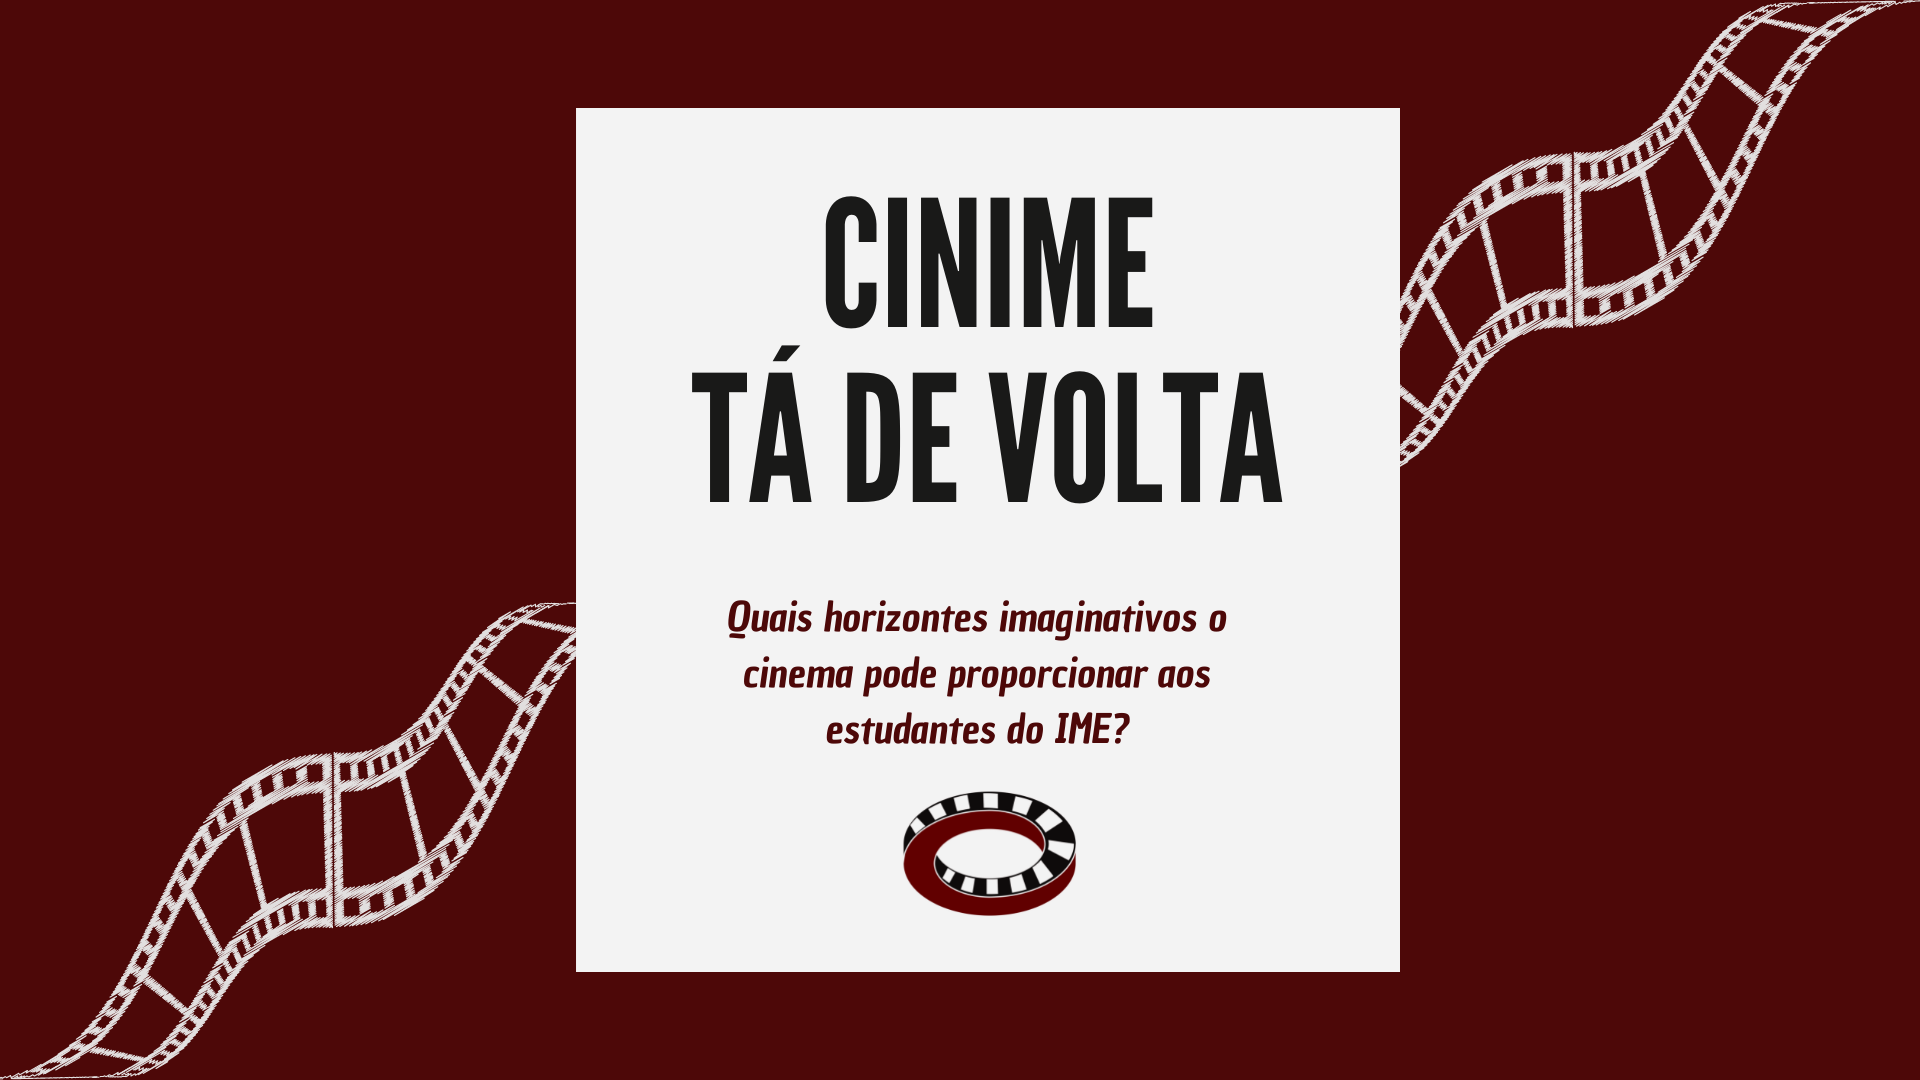 CINIME
TÁ DE VOLTA
Quais horizontes imaginativos o
cinema pode proporcionar aos
estudantes do IME?